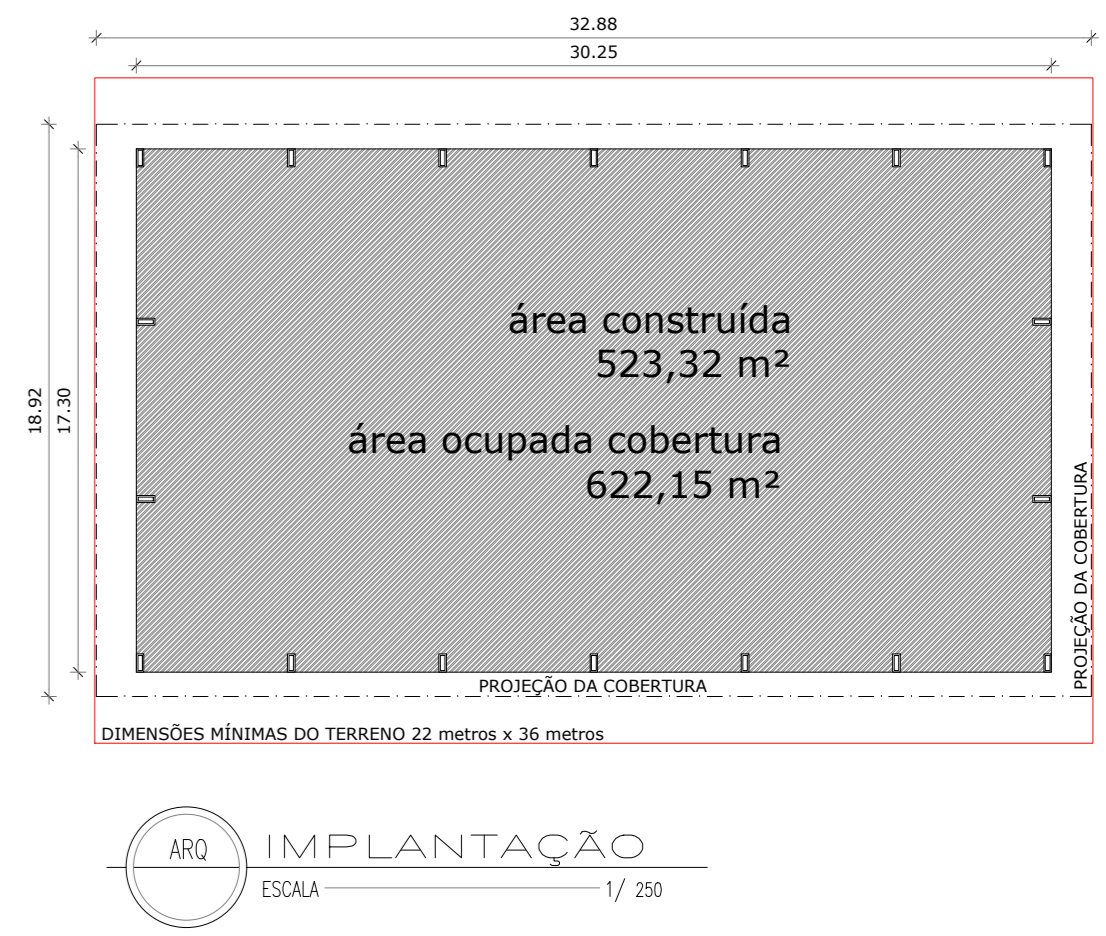 32.88
30.25
18.92
17.30
área construída
523,32 m²
área ocupada cobertura
622,15 m²
PROJEÇÃO DA COBERTURA
PROJEÇÃO DA COBERTURA
DIMENSÕES MÍNIMAS DO TERRENO 22 metros x 36 metros
ARQ
IMPLANTAÇÃO
ESCALA 1/ 250